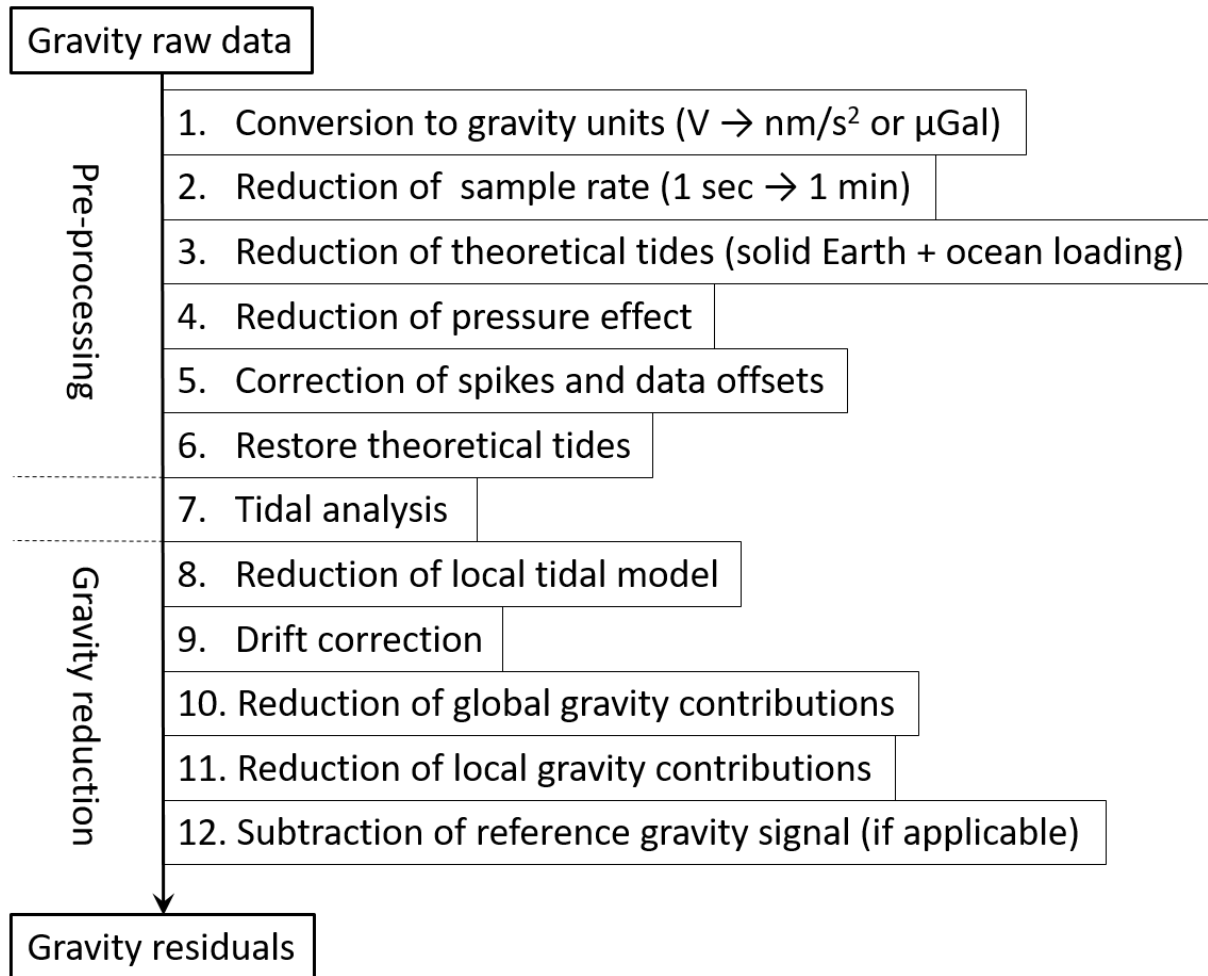 Gravity raw data
Pre-processing
1. Conversion to gravity units (V → nm/s² or µGal)
2. Reduction of sample rate (1 sec → 1 min)
3. Reduction of theoretical tides (solid Earth + ocean loading)
4. Reduction of pressure effect
5. Correction of spikes and data offsets
6. Restore theoretical tides
7. Tidal analysis
Gravity reduction
8. Reduction of local tidal model
9. Drift correction
10. Reduction of global gravity contributions
11. Reduction of local gravity contributions
12. Subtraction of reference gravity signal (if applicable)
Gravity residuals